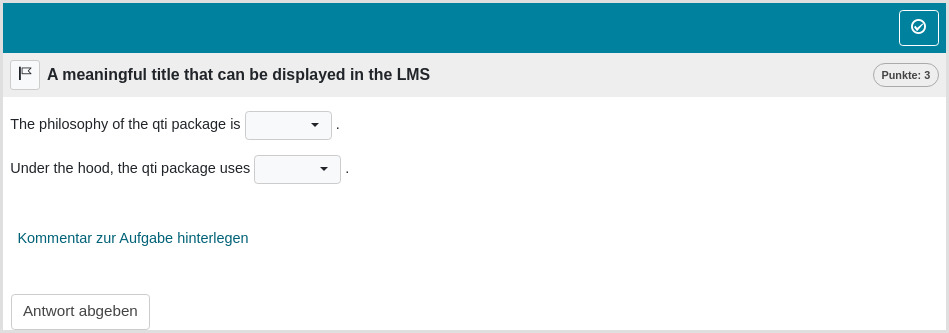 A meaningful title that can be displayed in the LMS
Punkte: 3
The philosophy of the qti package is .
Under the hood, the qti package uses .
Kommentar zur Aufgabe hinterlegen
Antwort abgeben